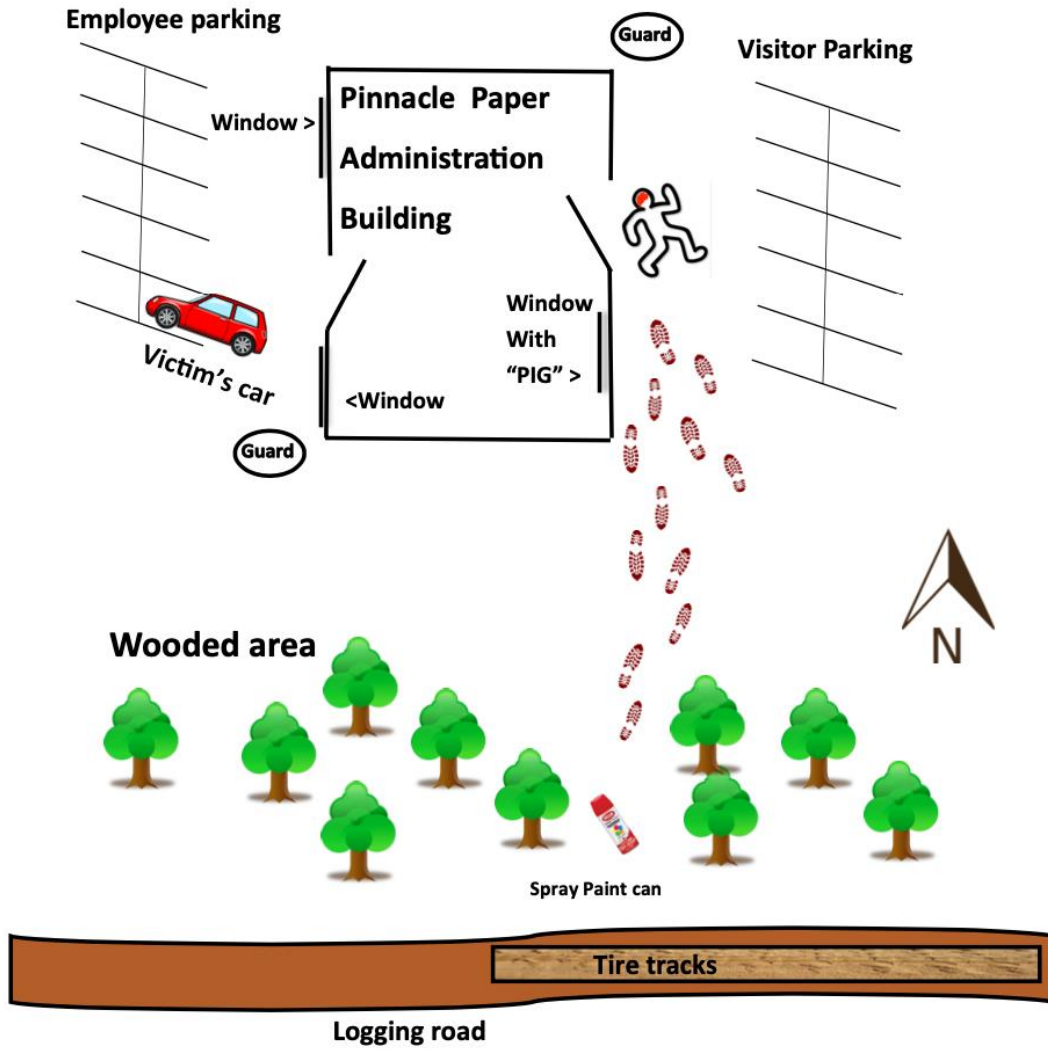 Employee parking
Guard
Visitor Parking
Window >
Pinnacle Paper
Administration
Building
Victim's car
Window
With
“PIG” >
<Window
Guard
N
Wooded area
Spray Paint can
Tire tracks
Logging road